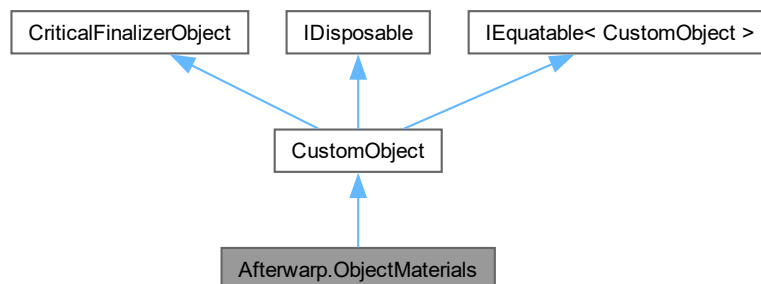 CriticalFinalizerObject
IDisposable
IEquatable< CustomObject >
CustomObject
Afterwarp.ObjectMaterials